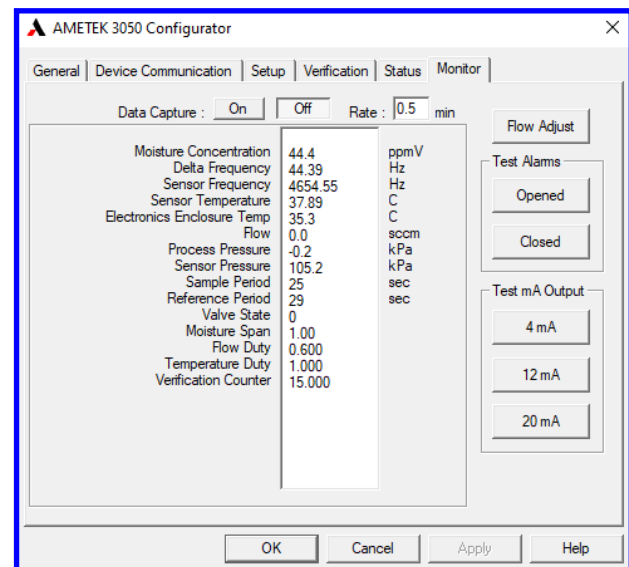 AMETEK 3050 Configurator
General Device Communication Setup Verification Status Monitor
Data Capture : On Off Rate : 0.5 min
Flow Adjust
Moisture Concentration 44.4 ppmV
Delta Frequency 44.39 Hz
Sensor Frequency 4654.55 Hz
Sensor Temperature 37.89 C
Electronics Enclosure Temp 35.3 C
Flow 0.0 sccm
Process Pressure -0.2 kPa
Sensor Pressure 105.2 kPa
Sample Period 25 sec
Reference Period 29 sec
Valve State 0
Moisture Span 1.00
Flow Duty 0.600
Temperature Duty 1.000
Verification Counter 15.000
Test Alarms
Opened
Closed
Test mA Output
4 mA
12 mA
20 mA
OK Cancel Apply Help